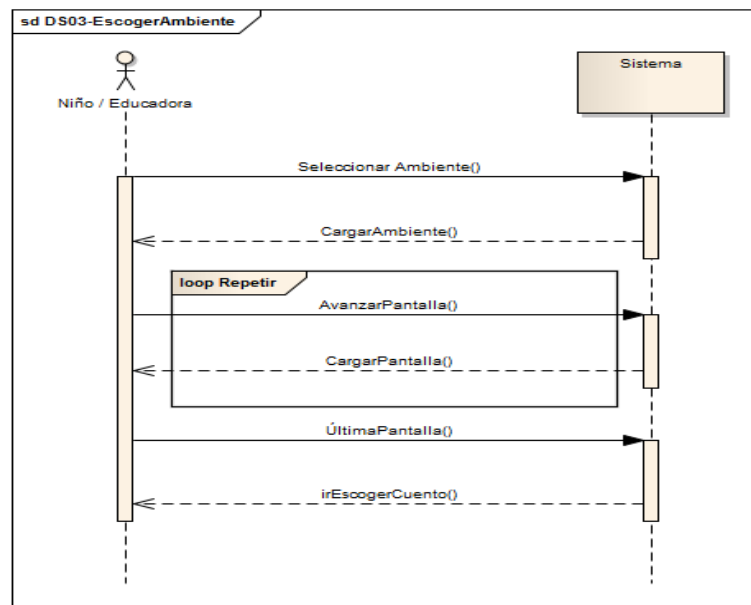 sd DS03-EscogerAmbiente
Niño / Educadora
Sistema
Seleccionar Ambiente()
CargarAmbiente()
loop Repetir
AvanzarPantalla()
CargarPantalla()
ÚltimaPantalla()
irEscogerCuento()